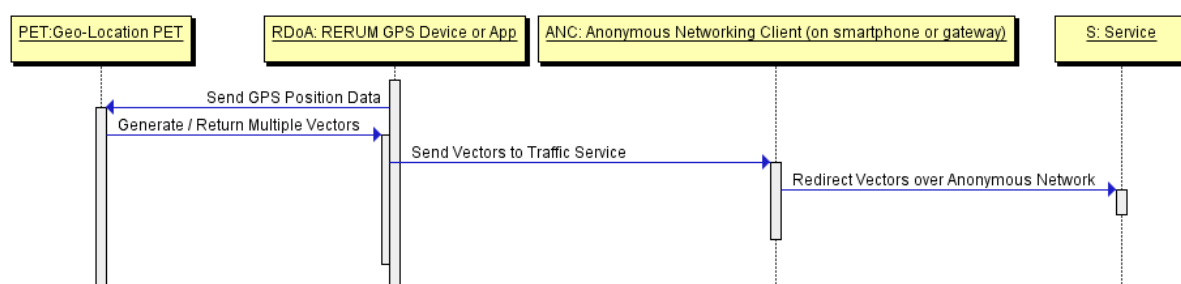 PET:Geo-Location PET
RDoA: RERUM GPS Device or App
ANC: Anonymous Networking Client (on smartphone or gateway)
S: Service
Send GPS Position Data
Generate / Return Multiple Vectors
Send Vectors to Traffic Service
Redirect Vectors over Anonymous Network